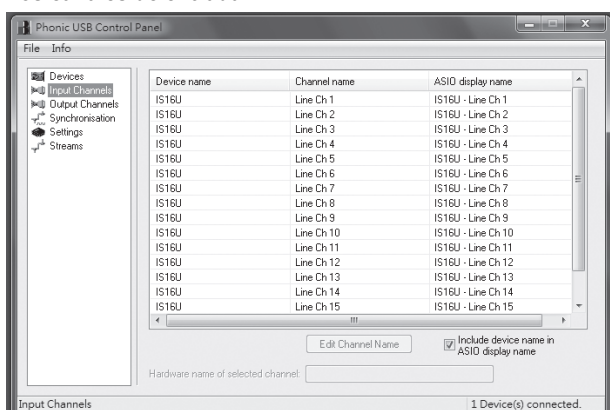 Phonic USB Control Panel
File Info
Devices
Input Channels
Output Channels
Synchronisation
Settings
Streams
Device name Channel name ASIO display name
IS16U Line Ch 1 IS16U - Line Ch 1
IS16U Line Ch 2 IS16U - Line Ch 2
IS16U Line Ch 3 IS16U - Line Ch 3
IS16U Line Ch 4 IS16U - Line Ch 4
IS16U Line Ch 5 IS16U - Line Ch 5
IS16U Line Ch 6 IS16U - Line Ch 6
IS16U Line Ch 7 IS16U - Line Ch 7
IS16U Line Ch 8 IS16U - Line Ch 8
IS16U Line Ch 9 IS16U - Line Ch 9
IS16U Line Ch 10 IS16U - Line Ch 10
IS16U Line Ch 11 IS16U - Line Ch 11
IS16U Line Ch 12 IS16U - Line Ch 12
IS16U Line Ch 13 IS16U - Line Ch 13
IS16U Line Ch 14 IS16U - Line Ch 14
IS16U Line Ch 15 IS16U - Line Ch 15
Edit Channel Name
Include device name in
ASIO display name
Hardware name of selected channel:
Input Channels 1 Device(s) connected.